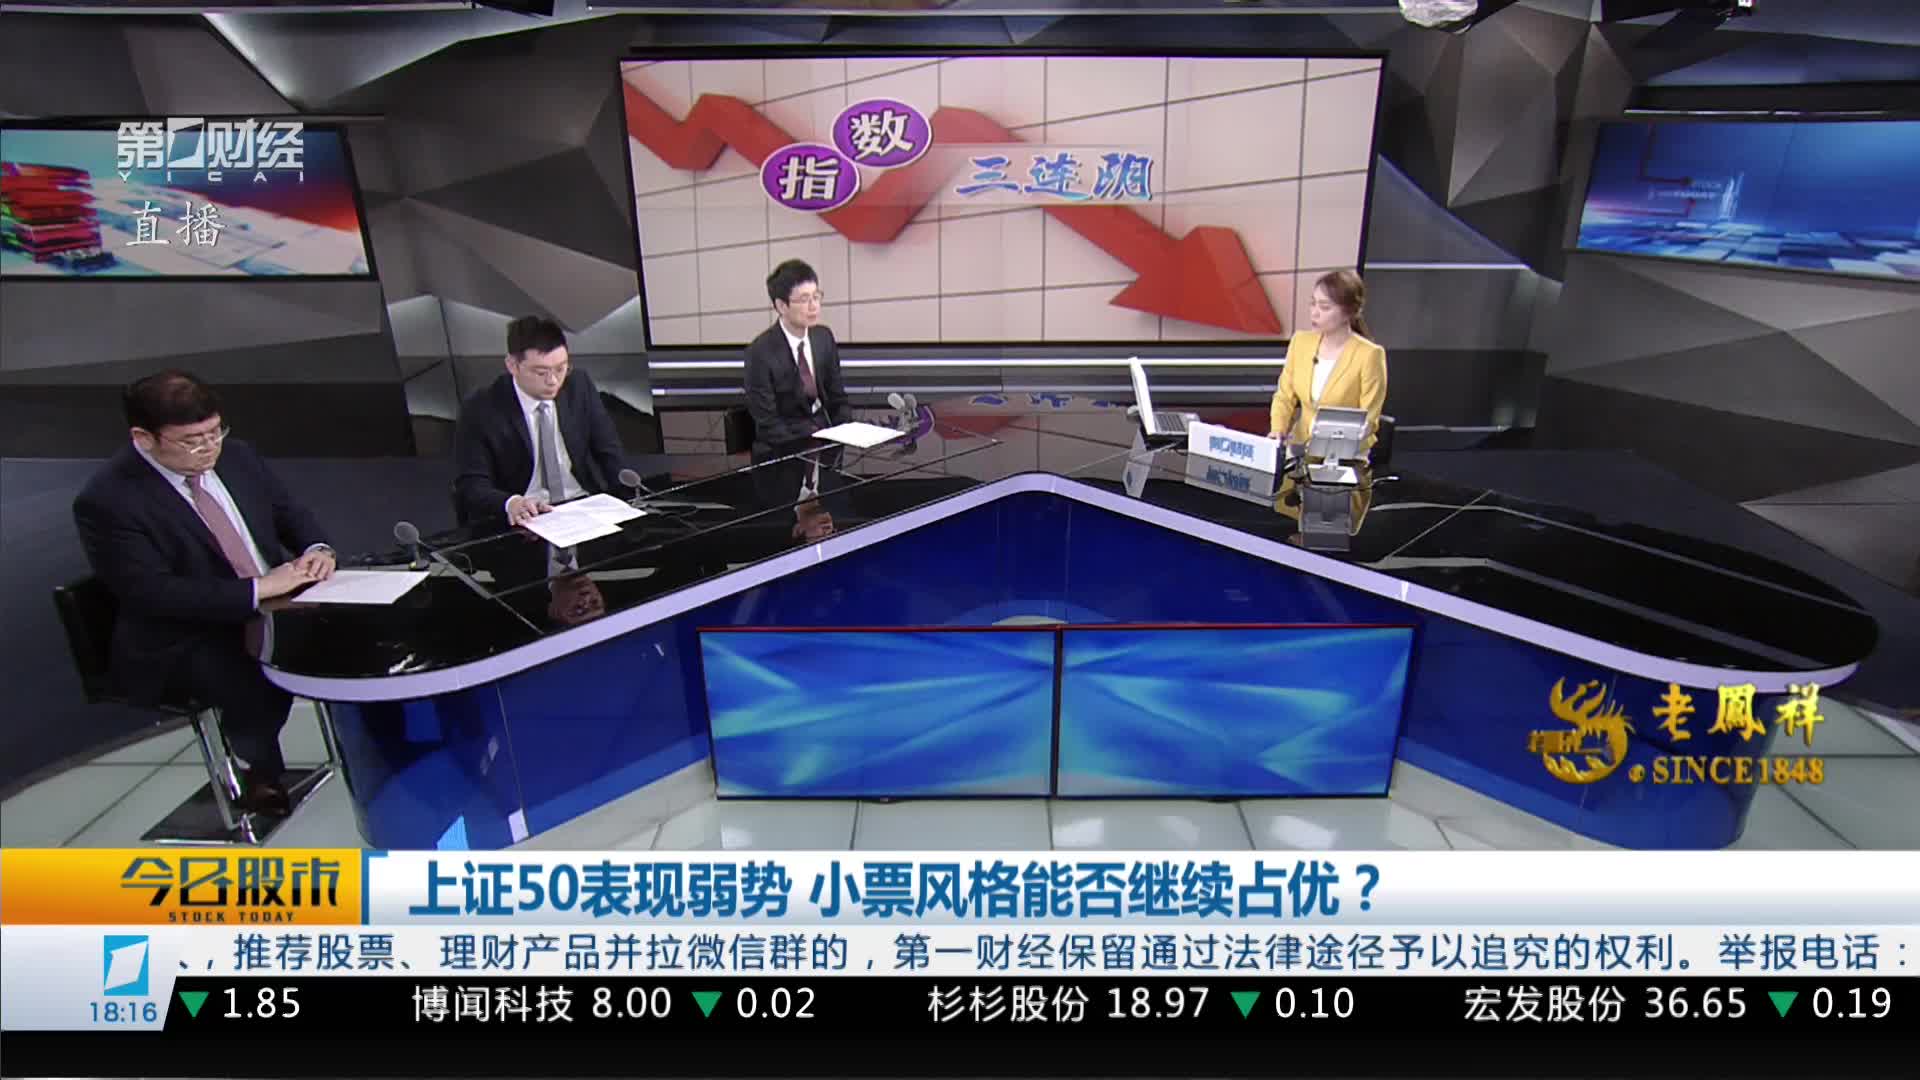 第一财经
YICAI
直播
指数 三连阴
老鳳祥
SINCE1848
今日股市
STOCK TODAY
上证50表现弱势 小票风格能否继续占优？
、，推荐股票、理财产品并拉微信群的，第一财经保留通过法律途径予以追究的权利。举报电话：
18:16
▼ 1.85 博闻科技 8.00 ▼ 0.02 杉杉股份 18.97 ▼ 0.10 宏发股份 36.65 ▼ 0.19